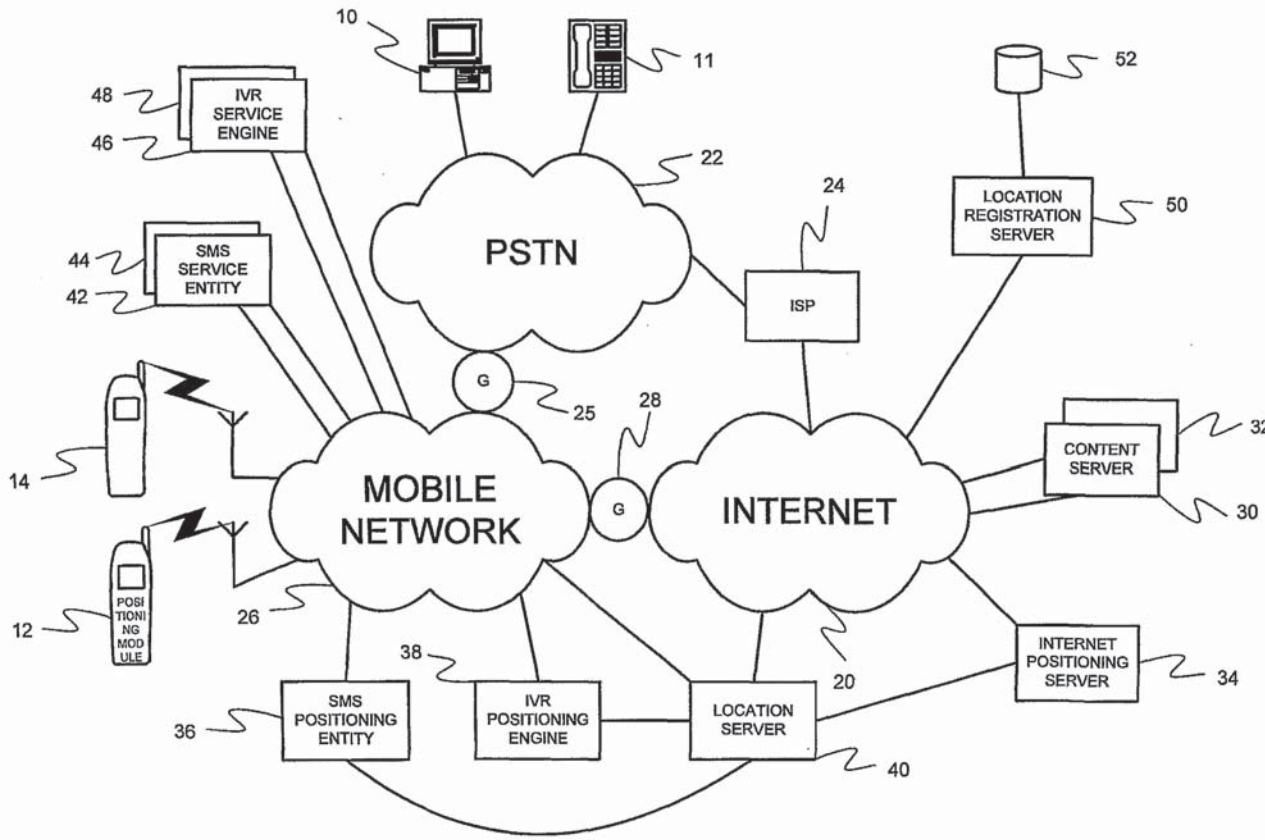 10
11
52
48
IVR
SERVICE
ENGINE
46
22
24
LOCATION
REGISTRATION
SERVER
50
44
SMS
SERVICE
ENTITY
42
PSTN
ISP
G
25
28
32
CONTENT
SERVER
30
14
MOBILE
NETWORK
G
INTERNET
12
POSI
TIONI
NG
MOD
ULE
26
38
20
INTERNET
POSITIONING
SERVER
34
36
SMS
POSITIONING
ENTITY
IVR
POSITIONING
ENGINE
LOCATION
SERVER
40